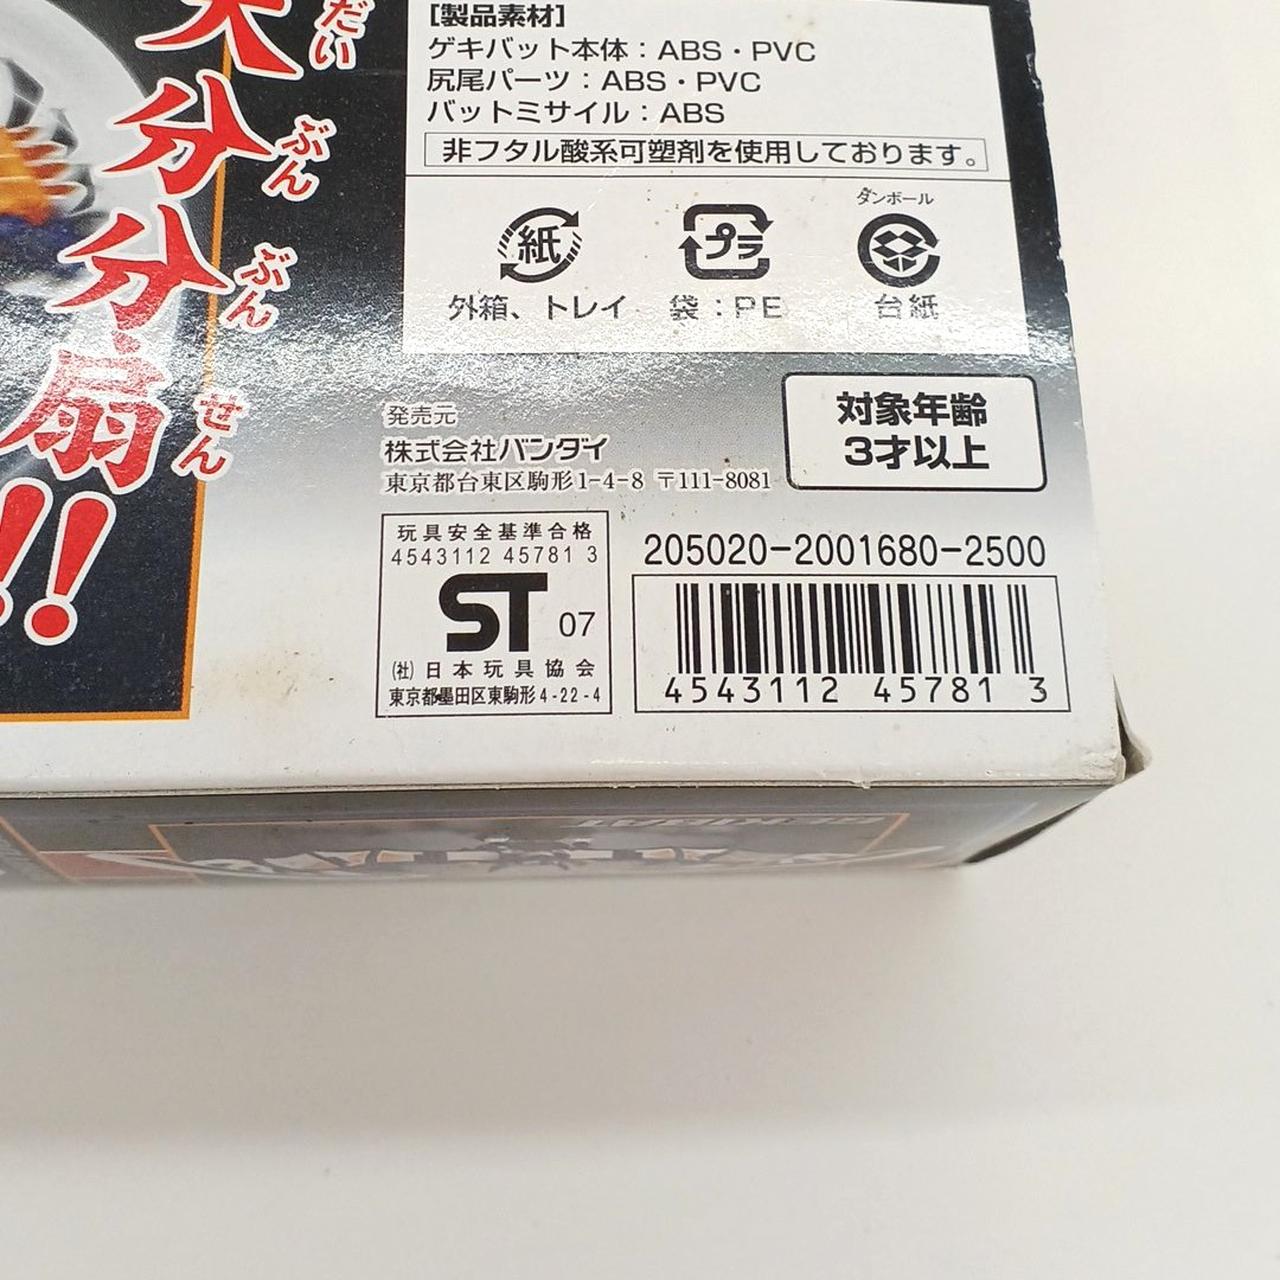 大分分扇!!
だい
ぶん
ぶん
せん
[製品素材]
ゲキバット本体：ABS・PVC
尻尾パーツ：ABS・PVC
バットミサイル：ABS
非フタル酸系可塑剤を使用しております。
紙
外箱、トレイ
プラ
袋：PE
ダンボール
台紙
発売元
株式会社バンダイ
東京都台東区駒形1-4-8 〒111-8081
対象年齢
3才以上
玩具安全基準合格
4543112 45781 3
ST 07
(社)日本玩具協会
東京都墨田区東駒形4-22-4
205020-2001680-2500
4543112 45781 3
GEKIBAT